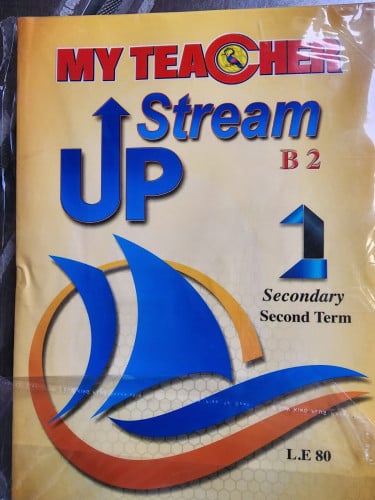 MY TEACHER
UP Stream
B 2
1
Secondary
Second Term
L.E 80